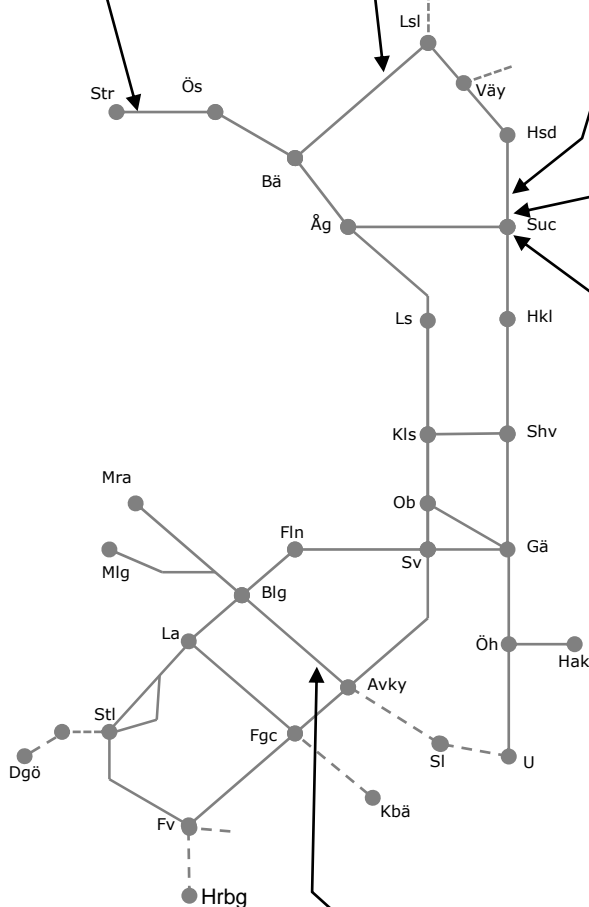 Lsl
Str
Ös
Väy
Hsd
Bä
Åg
Suc
Ls
Hkl
Kls
Shv
Mra
Ob
Fln
Mlg
Sv
Gä
Blg
La
Öh
Hak
Avky
Stl
Fgc
Sl
U
Dgö
Kbä
Fv
Hrbg